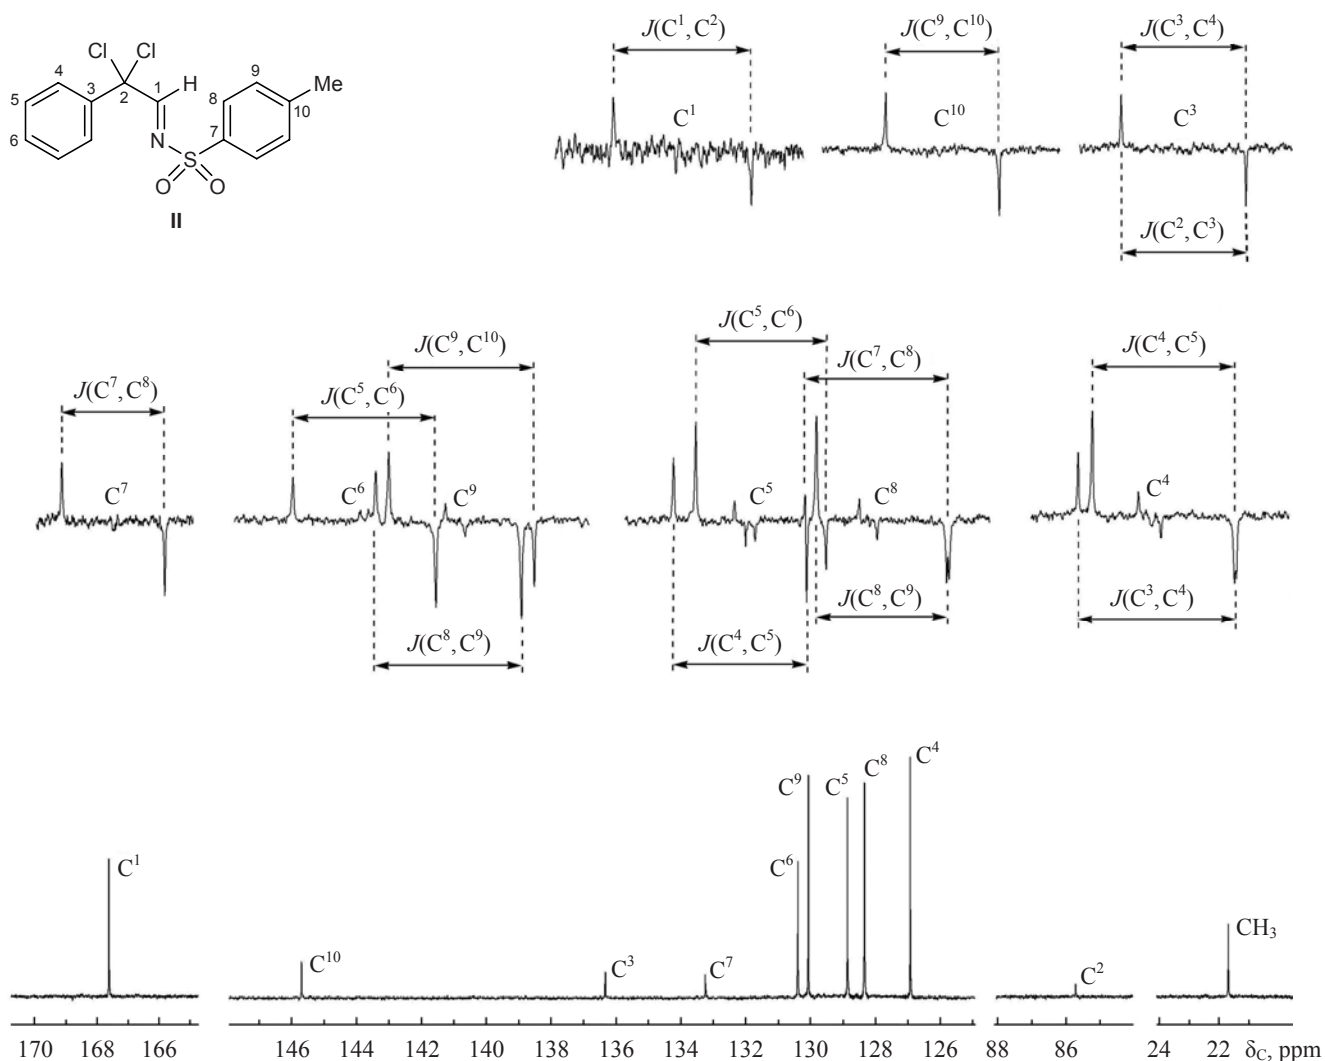 Cl Cl
4 3 2 1 H 9 Me
5 8
6 N 7 10
S
O O
II
J(C¹, C²) J(C⁹, C¹⁰) J(C³, C⁴)
C¹ C¹⁰ C³
J(C², C³)
J(C⁷, C⁸) J(C⁵, C⁶) J(C⁹, C¹⁰) J(C⁵, C⁶) J(C⁷, C⁸) J(C⁴, C⁵)
C⁷ C⁶ C⁹ C⁵ C⁸ C⁴
J(C⁸, C⁹) J(C⁴, C⁵) J(C⁸, C⁹) J(C³, C⁴)
C¹ C¹⁰ C³ C⁷ C⁶ C⁹ C⁵ C⁸ C⁴ C² CH₃
170 168 166 146 144 142 140 138 136 134 132 130 128 126 88 86 24 22 δC, ppm